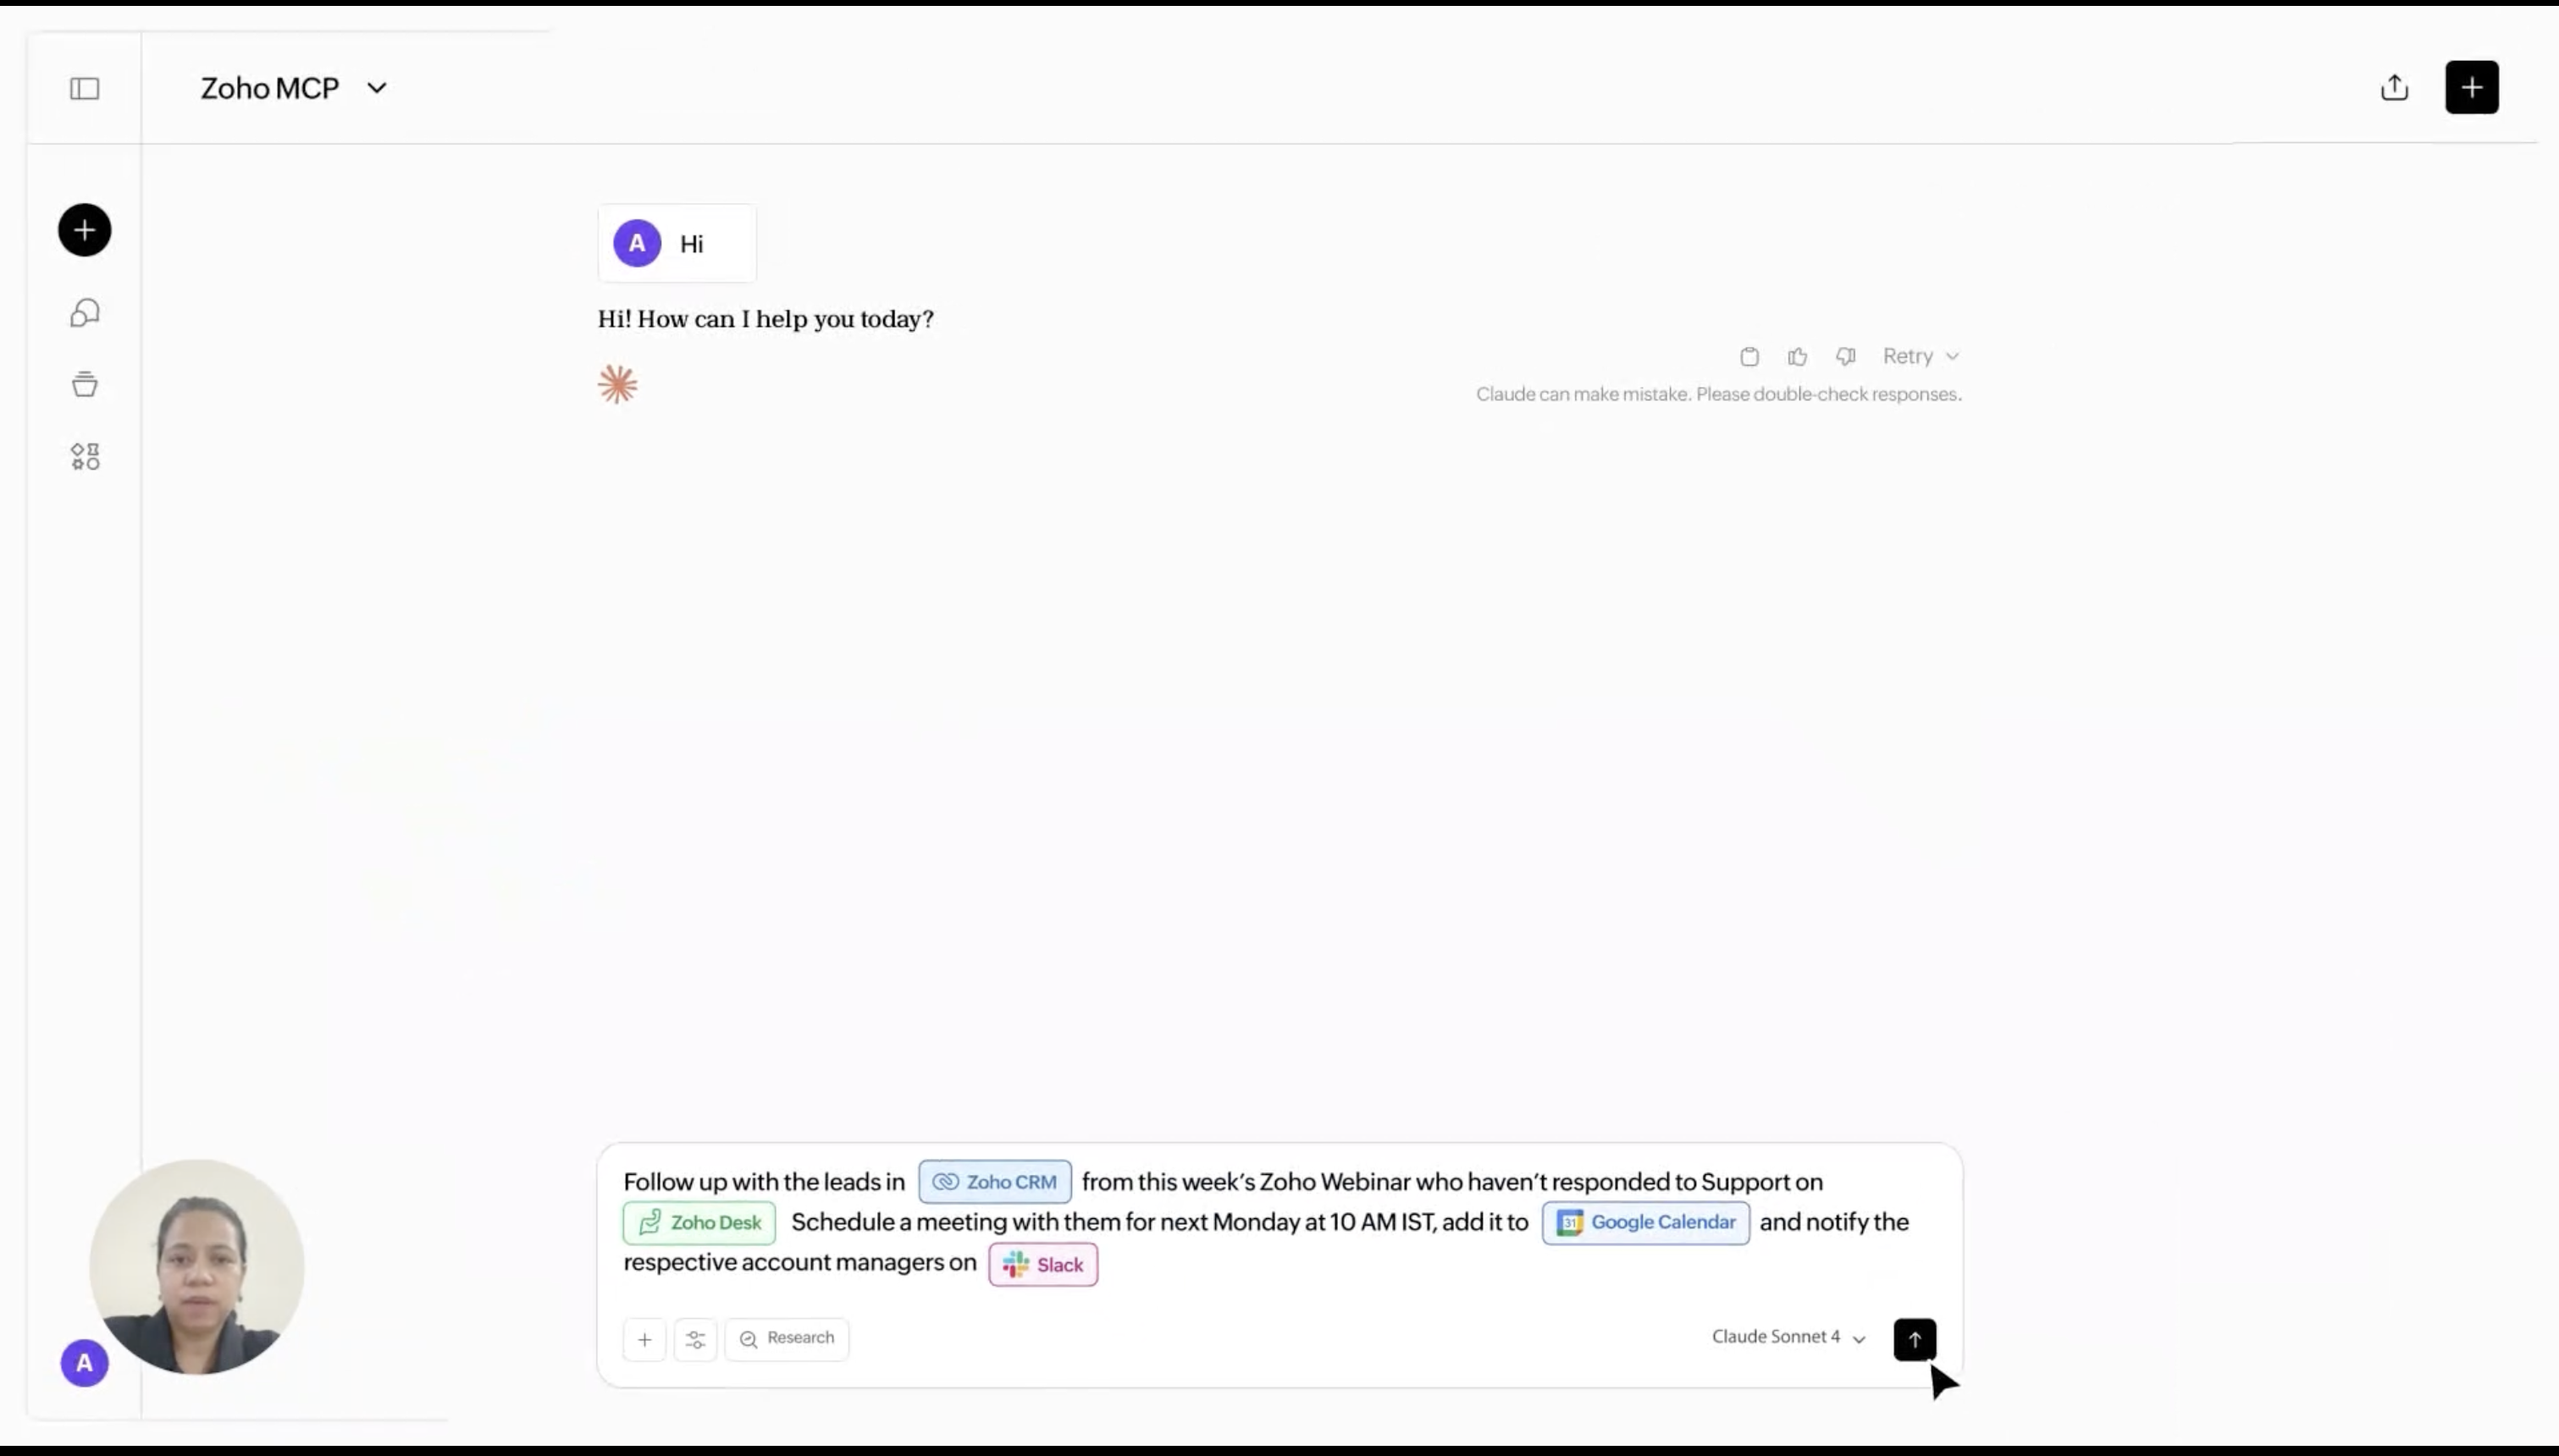 Zoho MCP
A Hi
Hi! How can I help you today?
Retry
Claude can make mistake. Please double-check responses.
Follow up with the leads in Zoho CRM from this week's Zoho Webinar who haven't responded to Support on
Zoho Desk Schedule a meeting with them for next Monday at 10 AM IST, add it to 31 Google Calendar and notify the
respective account managers on Slack
Research
Claude Sonnet 4
A